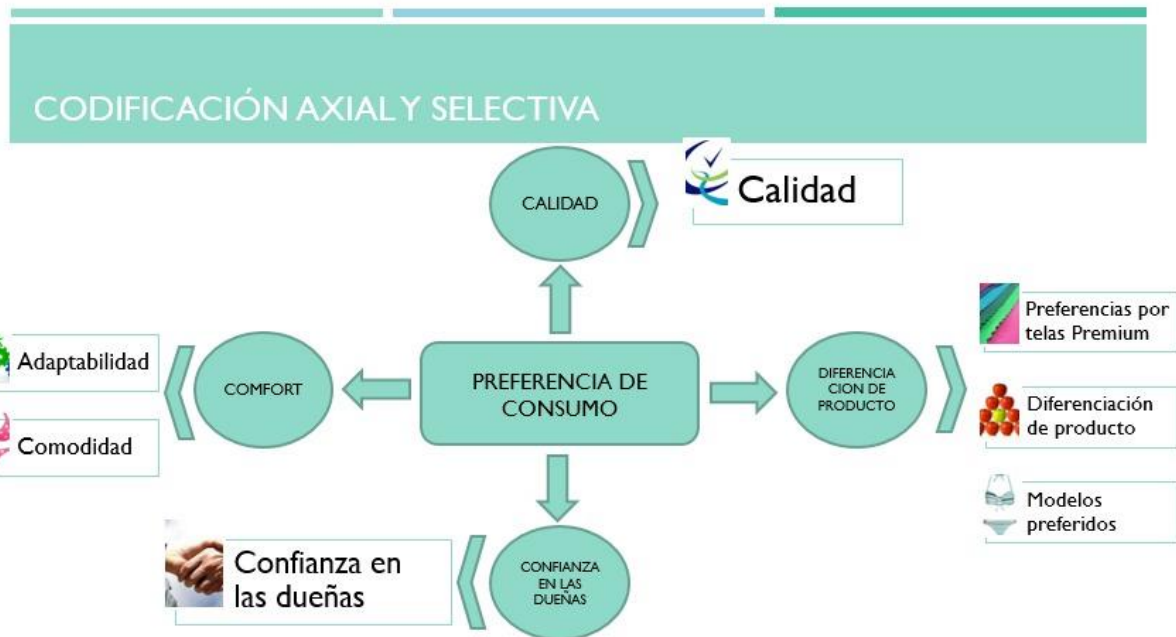 CODIFICACIÓN AXIAL Y SELECTIVA
CALIDAD
Calidad
Adaptabilidad
Comodidad
COMFORT
PREFERENCIA DE
CONSUMO
DIFERENCIA
CION DE
PRODUCTO
Preferencias por
telas Premium
Diferenciación
de producto
Modelos
preferidos
Confianza en
las dueñas
CONFIANZA
EN LAS
DUEÑAS